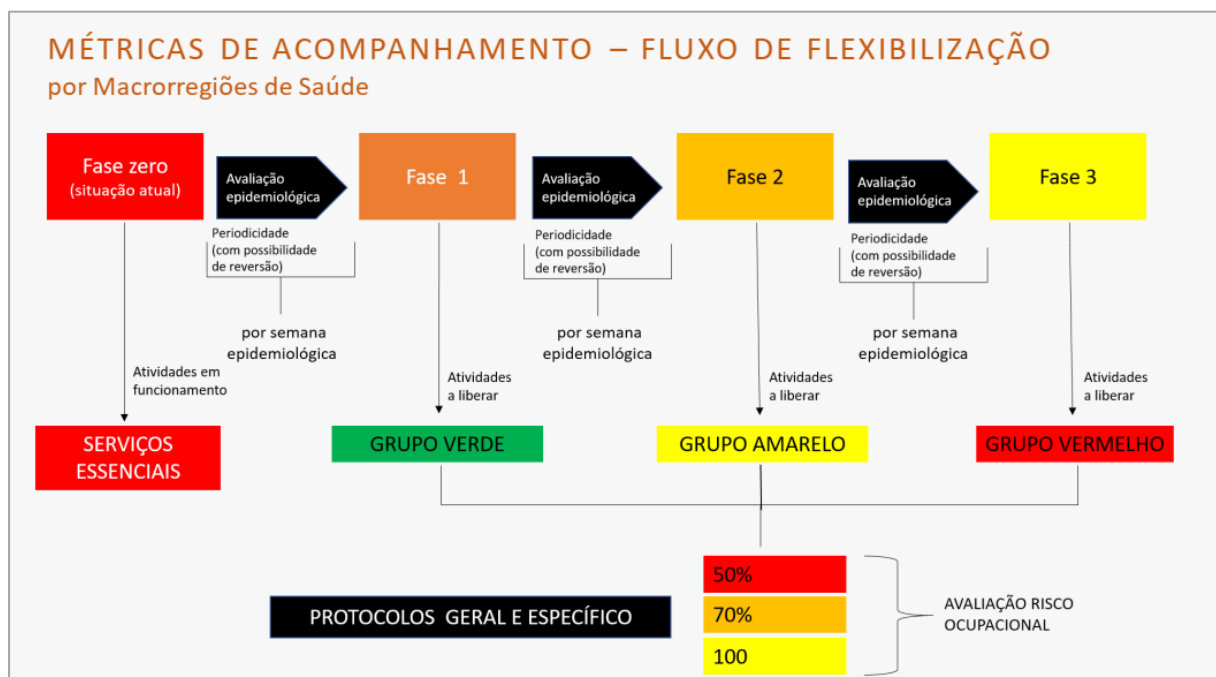 MÉTRICAS DE ACOMPANHAMENTO – FLUXO DE FLEXIBILIZAÇÃO
por Macrorregiões de Saúde
Fase zero
(situação atual)
Avaliação
epidemiológica
Periodicidade
(com possibilidade
de reversão)
por semana
epidemiológica
Fase 1
Avaliação
epidemiológica
Periodicidade
(com possibilidade
de reversão)
por semana
epidemiológica
Fase 2
Avaliação
epidemiológica
Periodicidade
(com possibilidade
de reversão)
por semana
epidemiológica
Fase 3
Atividades em
funcionamento
Atividades
a liberar
Atividades
a liberar
Atividades
a liberar
SERVIÇOS
ESSENCIAIS
GRUPO VERDE
GRUPO AMARELO
GRUPO VERMELHO
PROTOCOLOS GERAL E ESPECÍFICO
50%
70%
100
AVALIAÇÃO RISCO
OCUPACIONAL